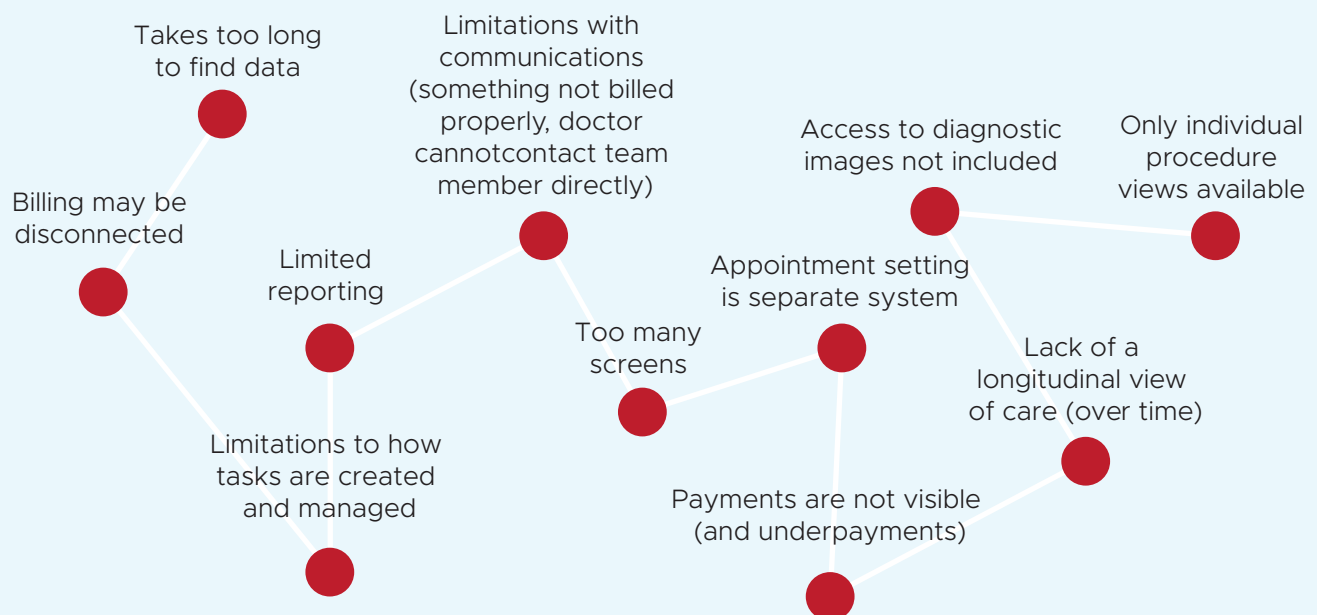 Takes too long
to find data
Limitations with
communications
(something not billed
properly, doctor
cannotcontact team
member directly)
Access to diagnostic
images not included
Only individual
procedure
views available
Billing may be
disconnected
Limited
reporting
Appointment setting
is separate system
Too many
screens
Lack of a
longitudinal view
of care (over time)
Limitations to how
tasks are created
and managed
Payments are not visible
(and underpayments)